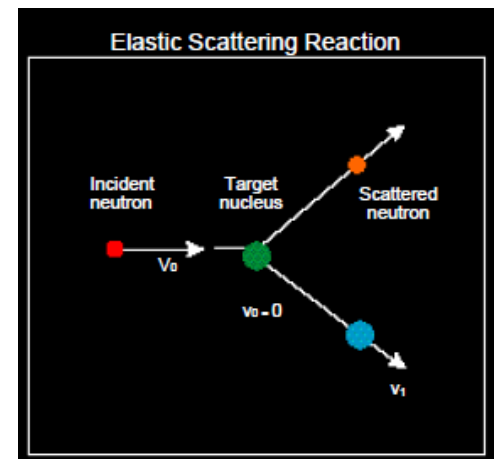 Elastic Scattering Reaction
Incident
neutron
Target
nucleus
Scattered
neutron
V₀
v₀-0
v₁